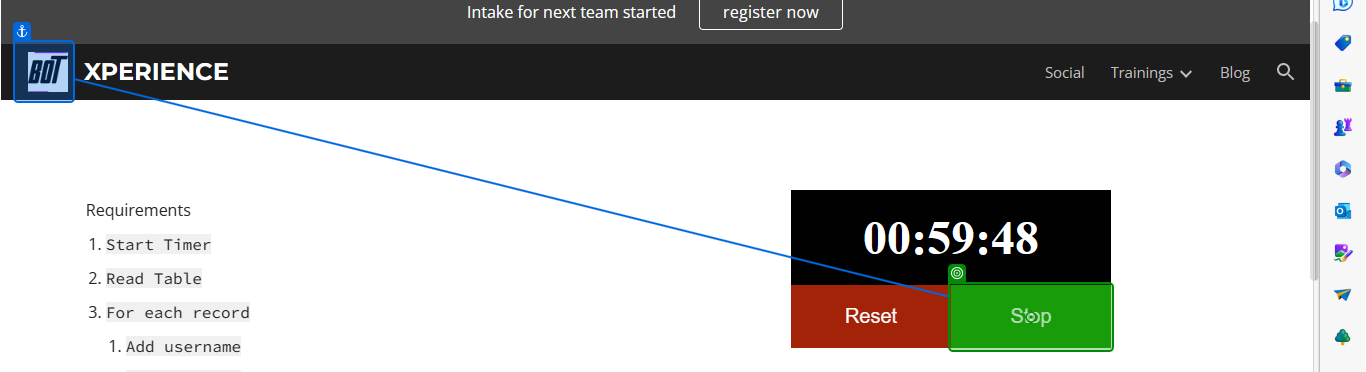 Intake for next team started register now
BOT XPERIENCE Social Trainings Blog
Requirements
1. Start Timer
2. Read Table
3. For each record
1. Add username
00:59:48
Reset Stop